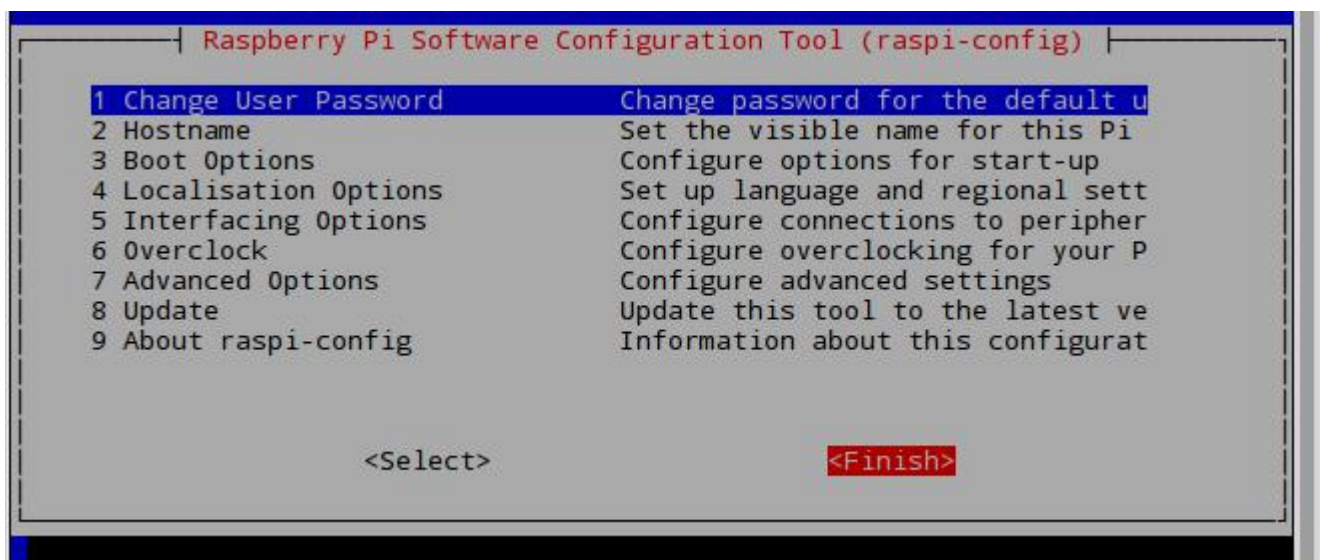 Raspberry Pi Software Configuration Tool (raspi-config)
1 Change User Password Change password for the default u
2 Hostname Set the visible name for this Pi
3 Boot Options Configure options for start-up
4 Localisation Options Set up language and regional sett
5 Interfacing Options Configure connections to peripher
6 Overclock Configure overclocking for your P
7 Advanced Options Configure advanced settings
8 Update Update this tool to the latest ve
9 About raspi-config Information about this configurat
<Select> <Finish>